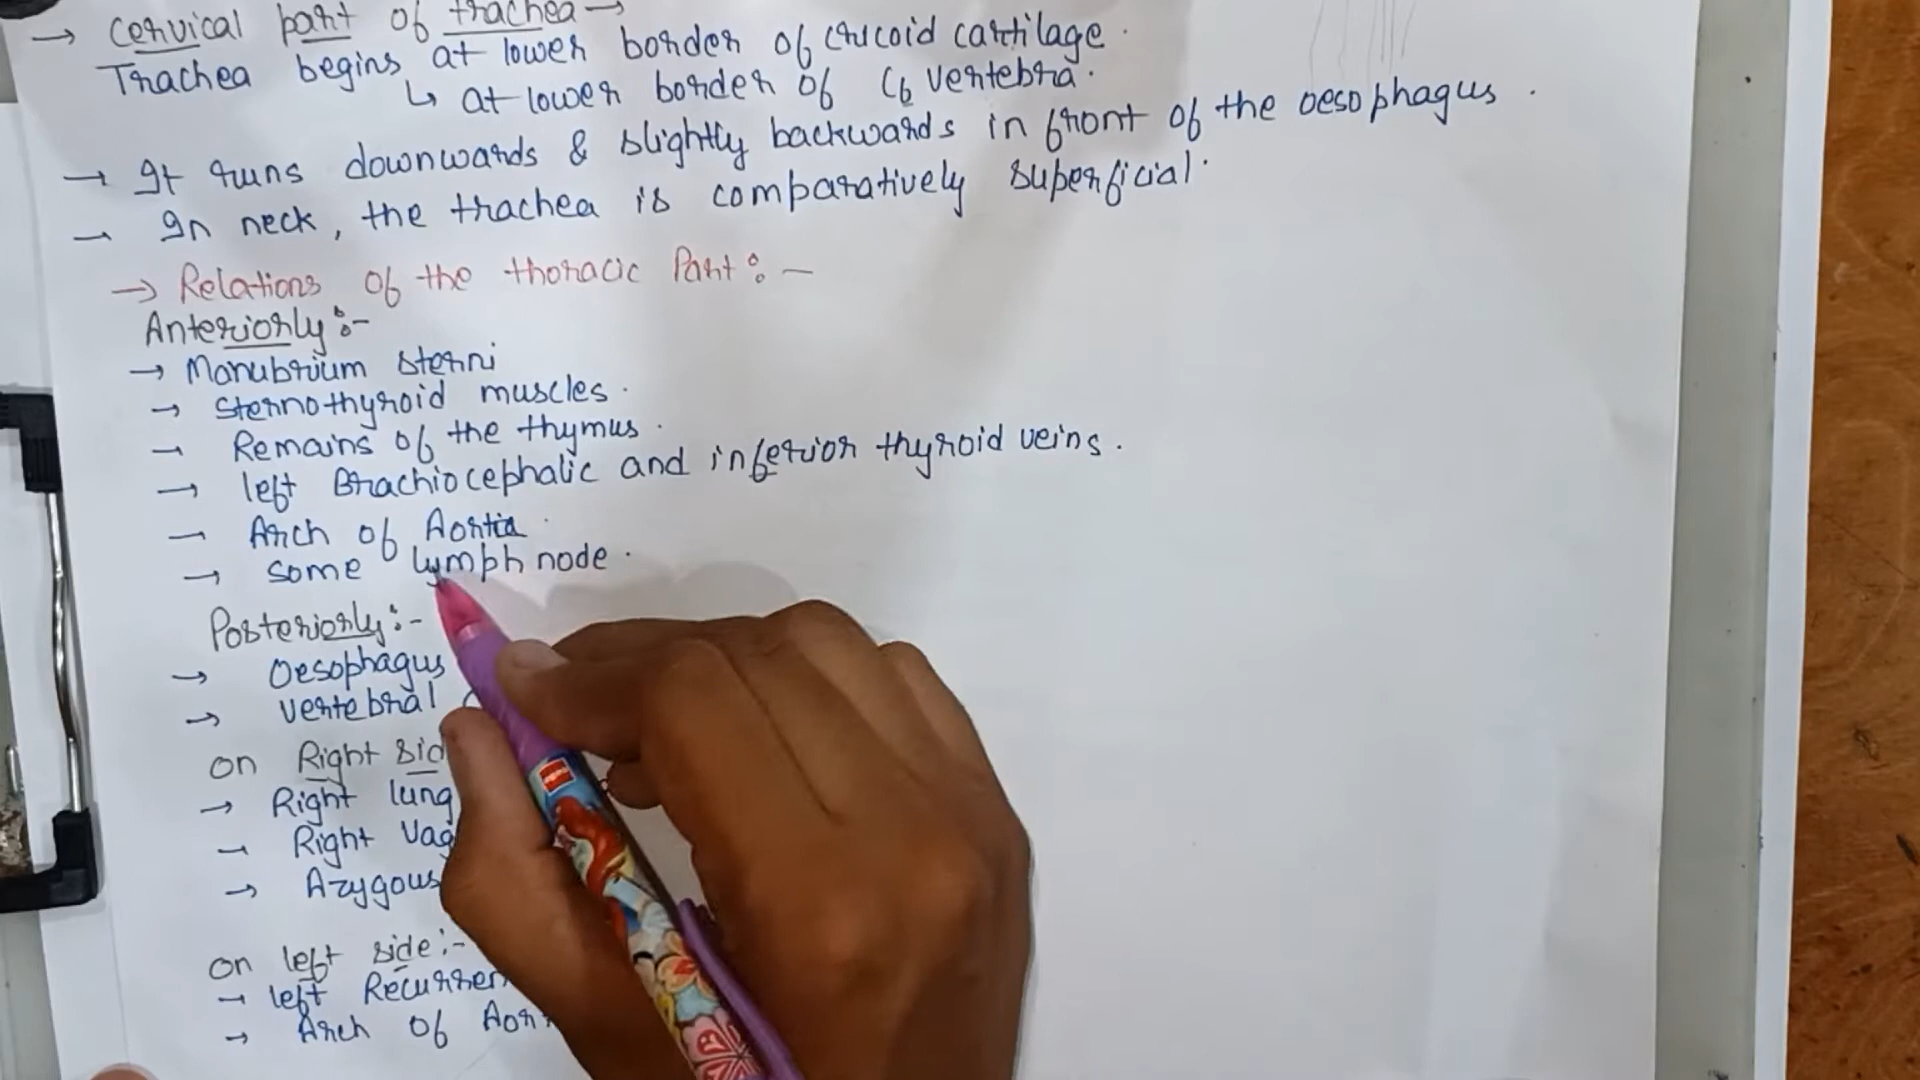 → Cervical part of trachea →
Trachea begins at lower border of cricoid cartilage.
↳ at lower border of C6 vertebra.
→ It runs downwards & slightly backwards in front of the oesophagus.
→ In neck, the trachea is comparatively superficial.
→ Relations of the thoracic Part :-
Anteriorly :-
→ Manubrium sterni
→ Sternothyroid muscles.
→ Remains of the thymus.
→ left Brachiocephalic and inferior thyroid veins.
→ Arch of Aorta.
→ some lymph node.
Posteriorly :-
→ Oesophagus
→ vertebral
on Right sid
→ Right lung
→ Right Vag
→ Azygous
on left side :-
→ left Recurren
→ Arch of Aor